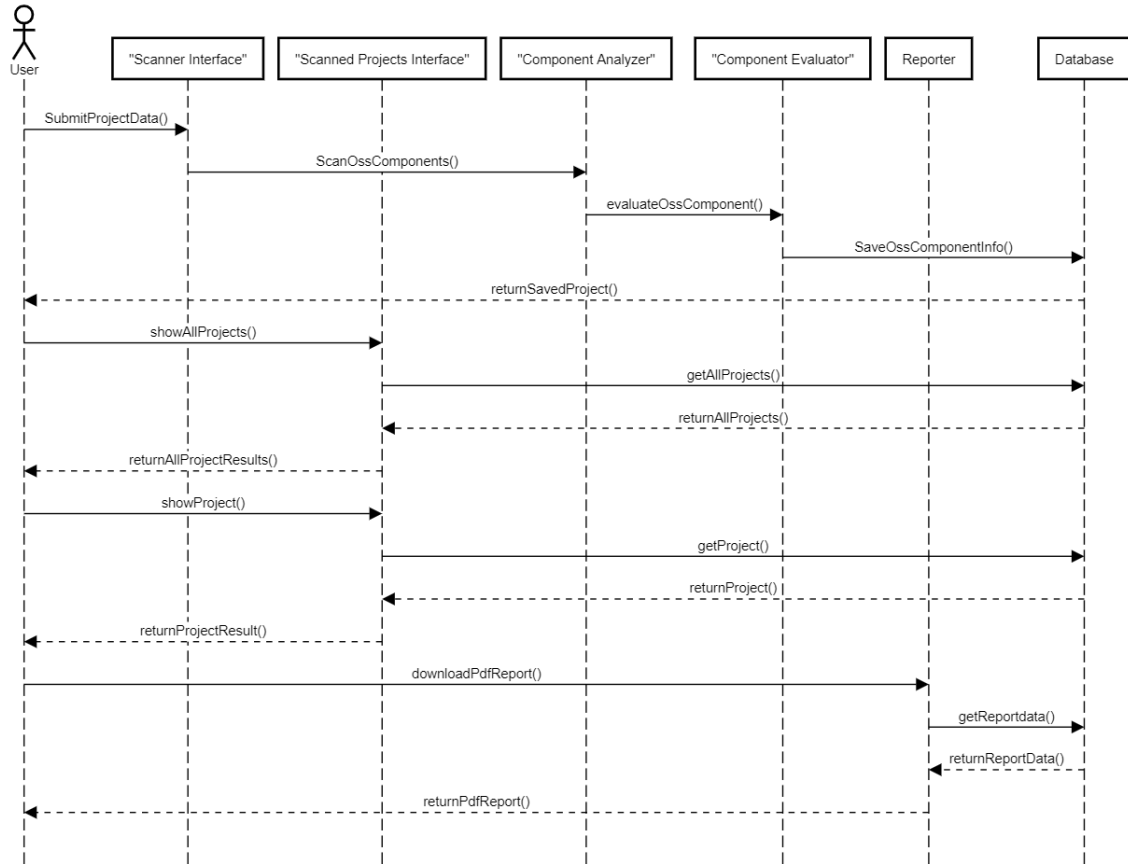 "Scanner Interface"
"Scanned Projects Interface"
"Component Analyzer"
"Component Evaluator"
Reporter
Database
User
SubmitProjectData()
ScanOssComponents()
evaluateOssComponent()
SaveOssComponentInfo()
returnSavedProject()
showAllProjects()
getAllProjects()
returnAllProjects()
returnAllProjectResults()
showProject()
getProject()
returnProject()
returnProjectResult()
downloadPdfReport()
getReportdata()
returnReportData()
returnPdfReport()